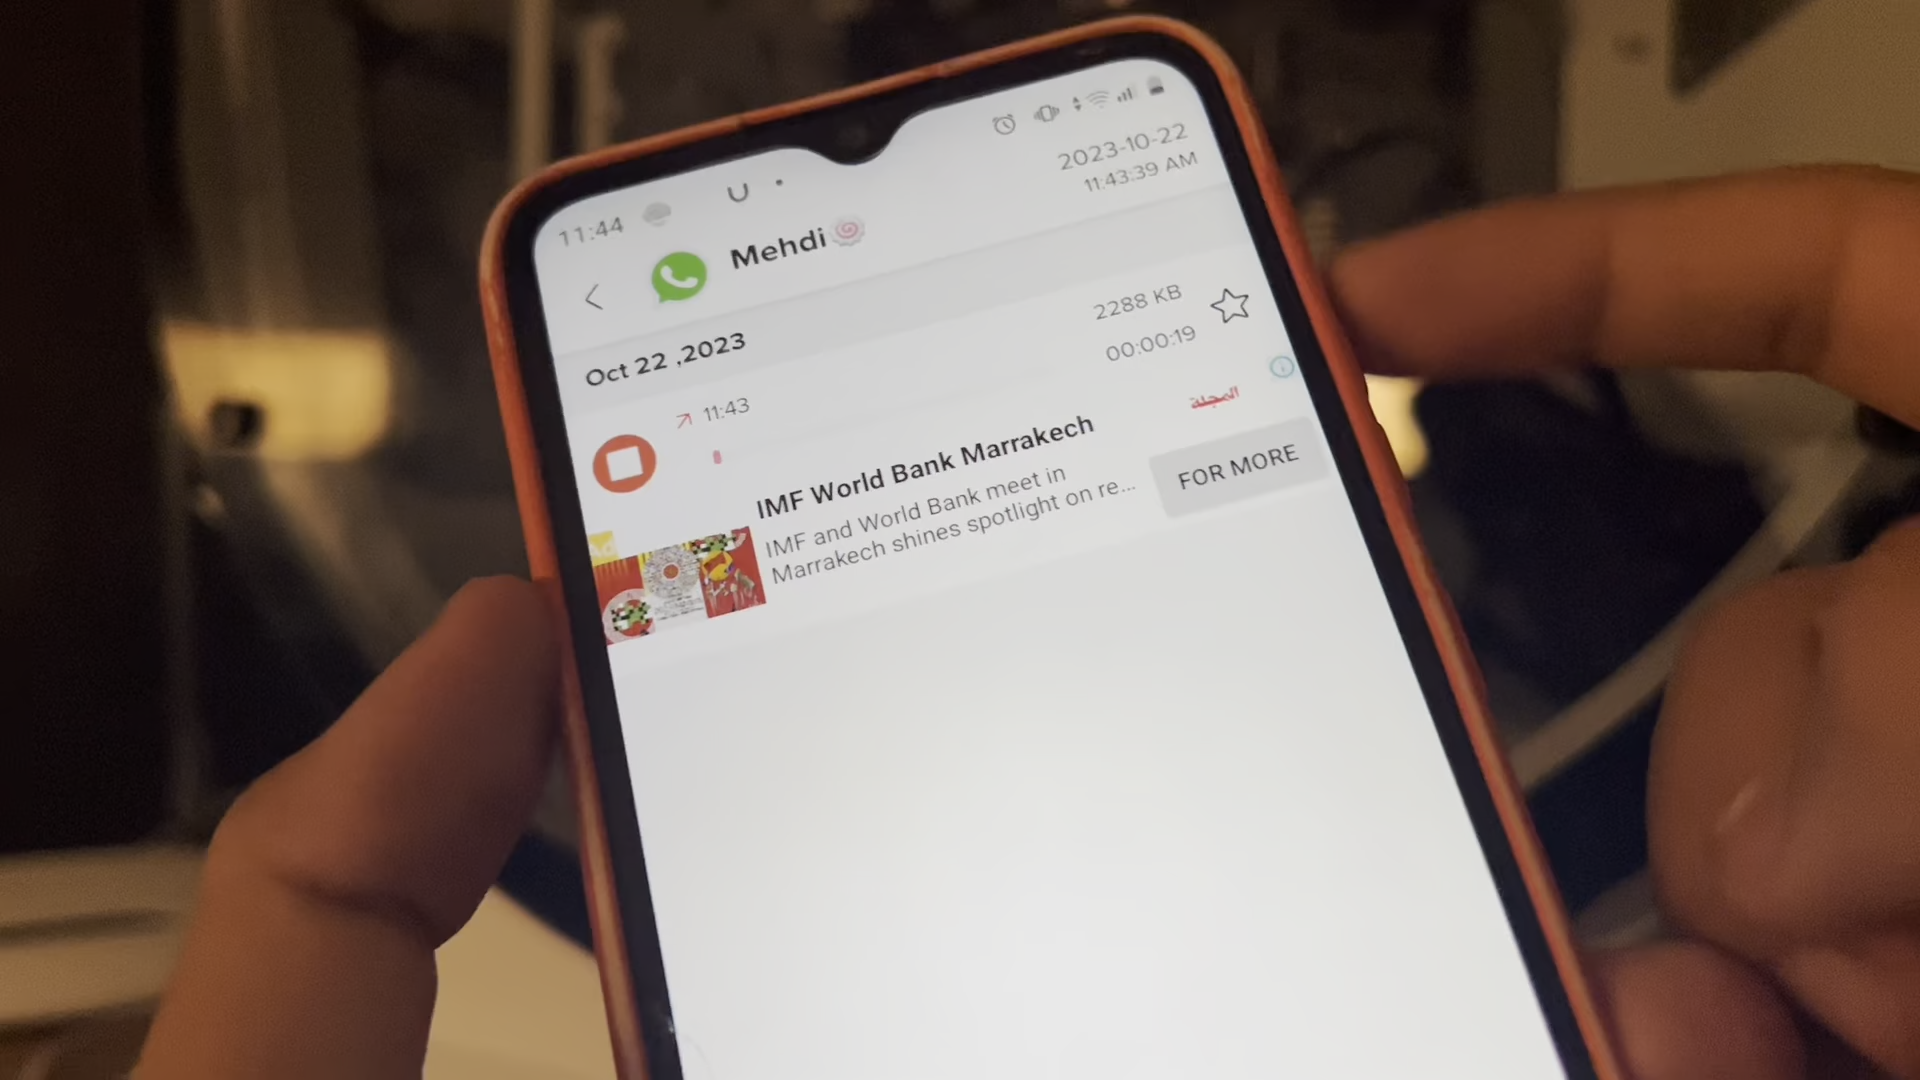 11:44
2023-10-22
11:43:39 AM
Mehdi🍥
Oct 22 ,2023
2288 KB
00:00:19
11:43
المجلة
IMF World Bank Marrakech
IMF and World Bank meet in
Marrakech shines spotlight on re...
FOR MORE
Ad